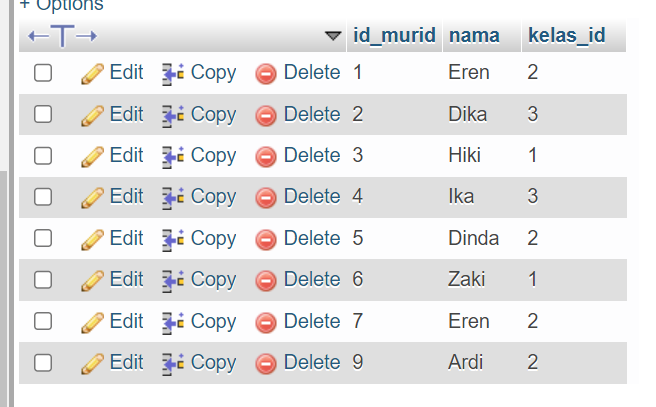 + Options
←T→ id_murid nama kelas_id
Edit Copy Delete 1 Eren 2
Edit Copy Delete 2 Dika 3
Edit Copy Delete 3 Hiki 1
Edit Copy Delete 4 Ika 3
Edit Copy Delete 5 Dinda 2
Edit Copy Delete 6 Zaki 1
Edit Copy Delete 7 Eren 2
Edit Copy Delete 9 Ardi 2